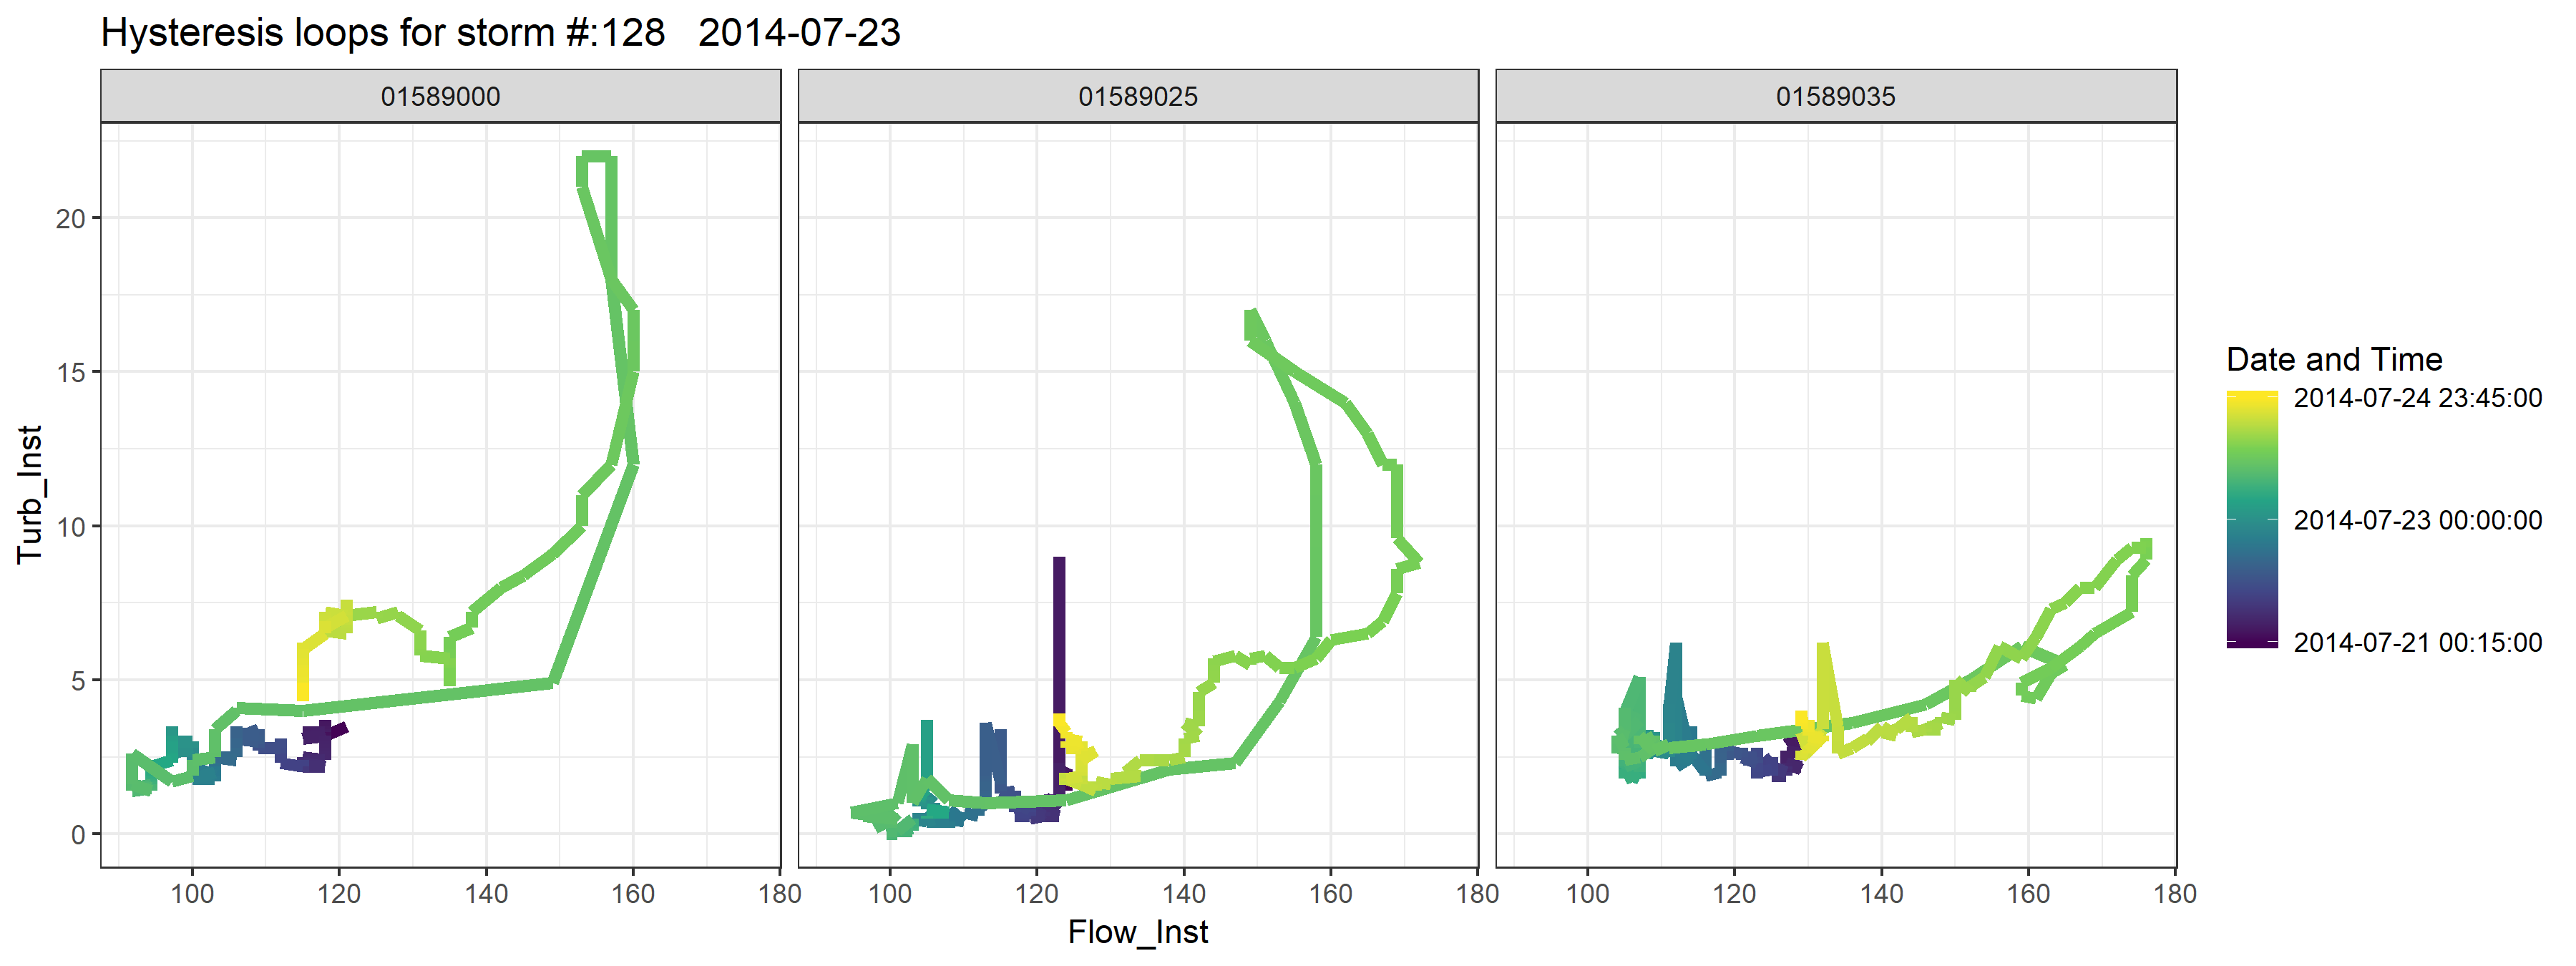 Hysteresis loops for storm #:128   2014-07-23
01589000
01589025
01589035
Turb_Inst
20
15
10
5
0
100 120 140 160 180
100 120 140 160 180
100 120 140 160 180
Flow_Inst
Date and Time
2014-07-24 23:45:00
2014-07-23 00:00:00
2014-07-21 00:15:00